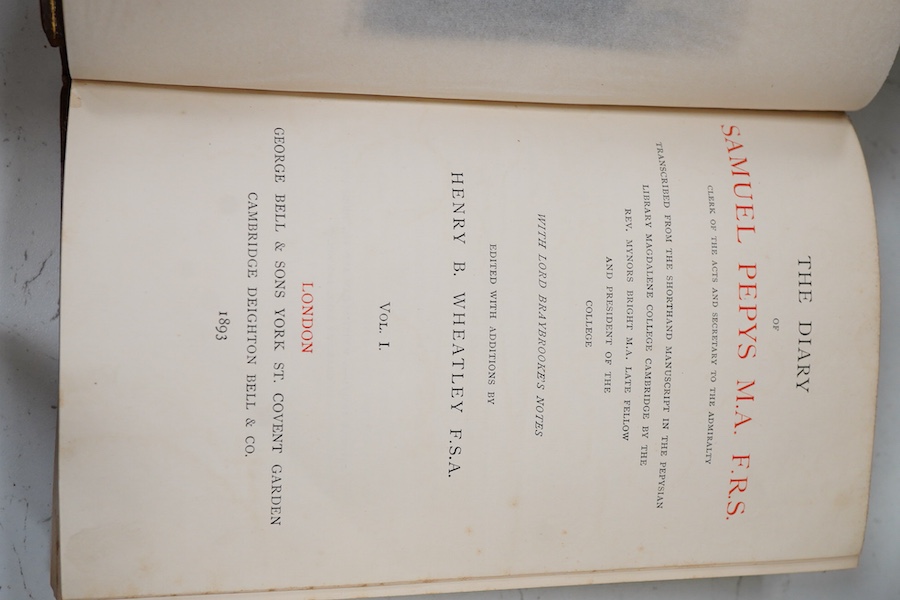 THE DIARY
OF
SAMUEL PEPYS M.A. F.R.S.
CLERK OF THE ACTS AND SECRETARY TO THE ADMIRALTY
TRANSCRIBED FROM THE SHORTHAND MANUSCRIPT IN THE PEPYSIAN
LIBRARY MAGDALENE COLLEGE CAMBRIDGE BY THE
REV. MYNORS BRIGHT M.A. LATE FELLOW
AND PRESIDENT OF THE
COLLEGE
WITH LORD BRAYBROOKE'S NOTES
EDITED WITH ADDITIONS BY
HENRY B. WHEATLEY F.S.A.
VOL. I.
LONDON
GEORGE BELL & SONS YORK ST. COVENT GARDEN
CAMBRIDGE DEIGHTON BELL & CO.
1893